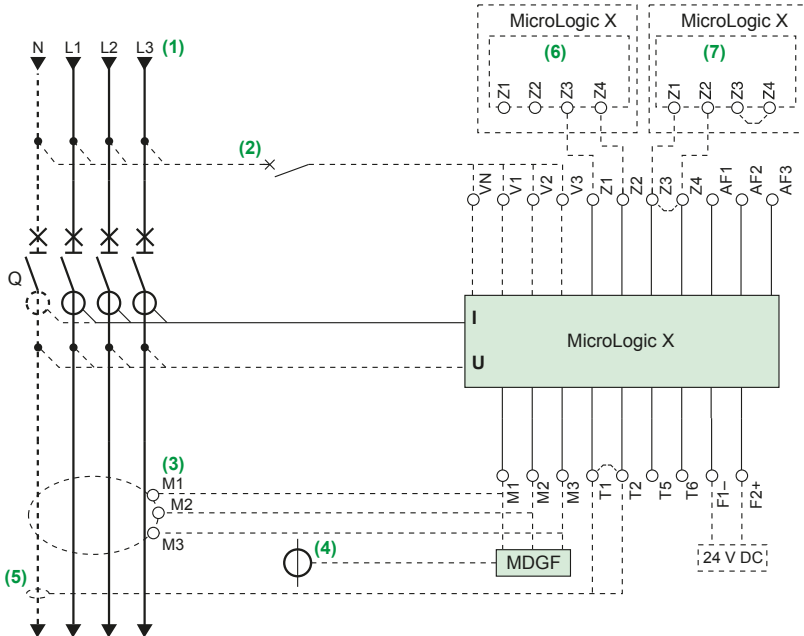 MicroLogic X
MicroLogic X
N L1 L2 L3 (1)
(6)
(7)
Z1 Z2 Z3 Z4
Z1 Z2 Z3 Z4
(2)
VN V1 V2 V3 Z1 Z2 Z3 Z4 AF1 AF2 AF3
Q
I
MicroLogic X
U
(3)
M1
M2
M3
M1 M2 M3 T1 T2 T5 T6 F1– F2+
(4)
MDGF
24 V DC
(5)